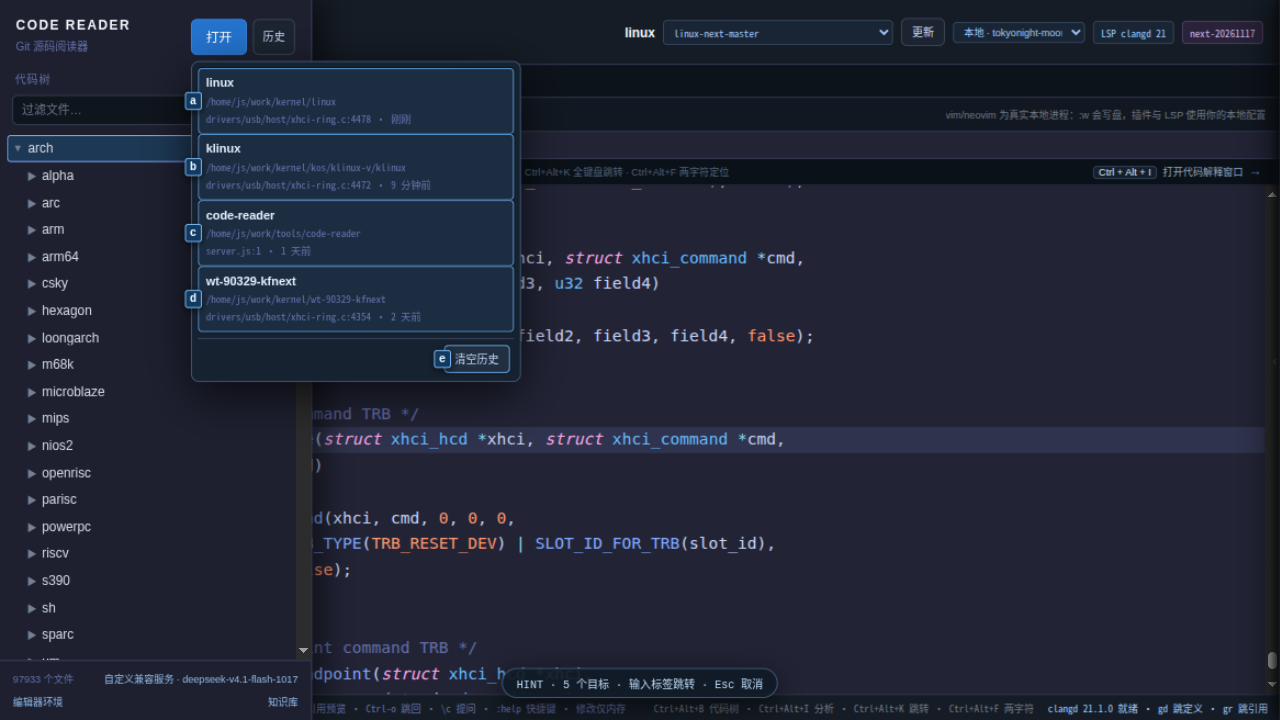 CODE READER
Git 源码阅读器
打开
历史
linux
linux-next-master
更新
本地 · tokyonight-moon
LSP clangd 21
next-20261117
代码树
过滤文件…
arch
alpha
arc
arm
arm64
csky
hexagon
loongarch
m68k
microblaze
mips
nios2
openrisc
parisc
powerpc
riscv
s390
sh
sparc
97933 个文件
自定义兼容服务 · deepseek-v4.1-flash-1017
编辑器环境
知识库
a
linux
/home/js/work/kernel/linux
drivers/usb/host/xhci-ring.c:4478 · 刚刚
b
klinux
/home/js/work/kernel/kos/klinux-v/klinux
drivers/usb/host/xhci-ring.c:4472 · 9 分钟前
c
code-reader
/home/js/work/tools/code-reader
server.js:1 · 1 天前
d
wt-90329-kfnext
/home/js/work/kernel/wt-90329-kfnext
drivers/usb/host/xhci-ring.c:4354 · 2 天前
e
清空历史
vim/neovim 为真实本地进程：:w 会写盘，插件与 LSP 使用你的本地配置
Ctrl+Alt+K 全键盘跳转 · Ctrl+Alt+F 两字符定位
Ctrl + Alt + I 打开代码解释窗口 →
hci, struct xhci_command *cmd,
d3, u32 field4)
field2, field3, field4, false);
mand TRB */
(struct xhci_hcd *xhci, struct xhci_command *cmd,
)
nd(xhci, cmd, 0, 0, 0,
_TYPE(TRB_RESET_DEV) | SLOT_ID_FOR_TRB(slot_id),
se);
nt command TRB */
dpoint(struct xhci_h
HINT · 5 个目标 · 输入标签跳转 · Esc 取消
用预览 · Ctrl-o 跳回 · \c 提问 · :help 快捷键 · 修改仅内存
Ctrl+Alt+B 代码树 · Ctrl+Alt+I 分析 · Ctrl+Alt+K 跳转 · Ctrl+Alt+F 两字符
clangd 21.1.0 就绪 · gd 跳定义 · gr 跳引用